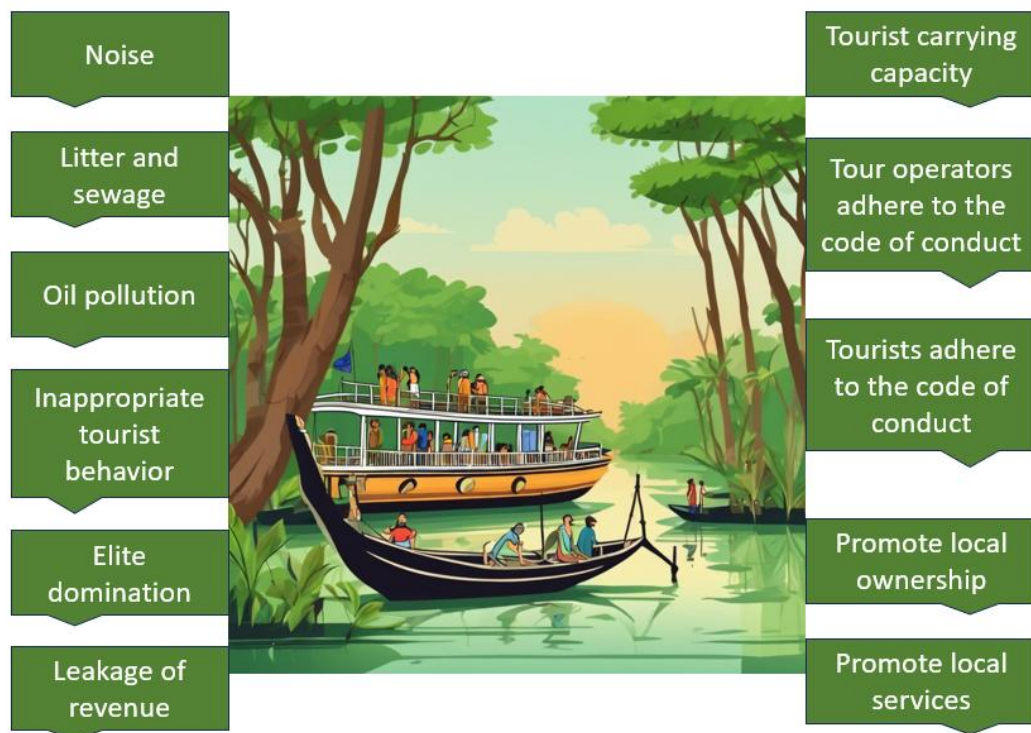 Noise
Litter and
sewage
Oil pollution
Inappropriate
tourist
behavior
Elite
domination
Leakage of
revenue
Tourist carrying
capacity
Tour operators
adhere to the
code of conduct
Tourists adhere
to the code of
conduct
Promote local
ownership
Promote local
services